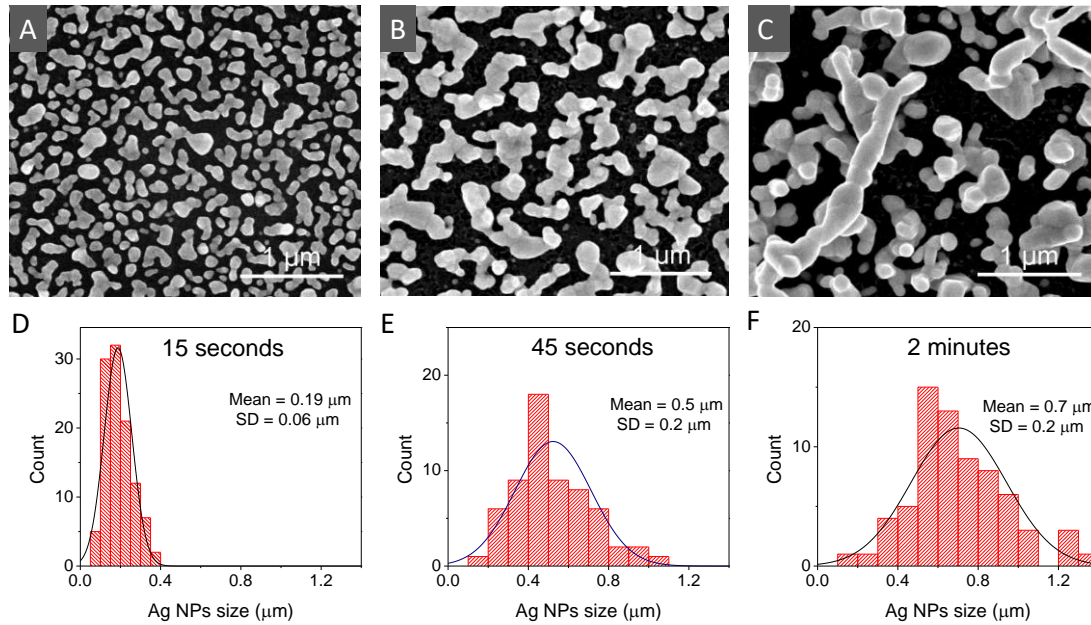 A
B
C
1 μm
1 μm
1 μm
D
E
F
15 seconds
Mean = 0.19 μm
SD = 0.06 μm
Count
30
20
10
0
0.0 0.4 0.8 1.2
Ag NPs size (μm)
45 seconds
Mean = 0.5 μm
SD = 0.2 μm
Count
20
10
0
0.0 0.4 0.8 1.2
Ag NPs size (μm)
2 minutes
Mean = 0.7 μm
SD = 0.2 μm
Count
20
10
0
0.0 0.4 0.8 1.2
Ag NPs size (μm)